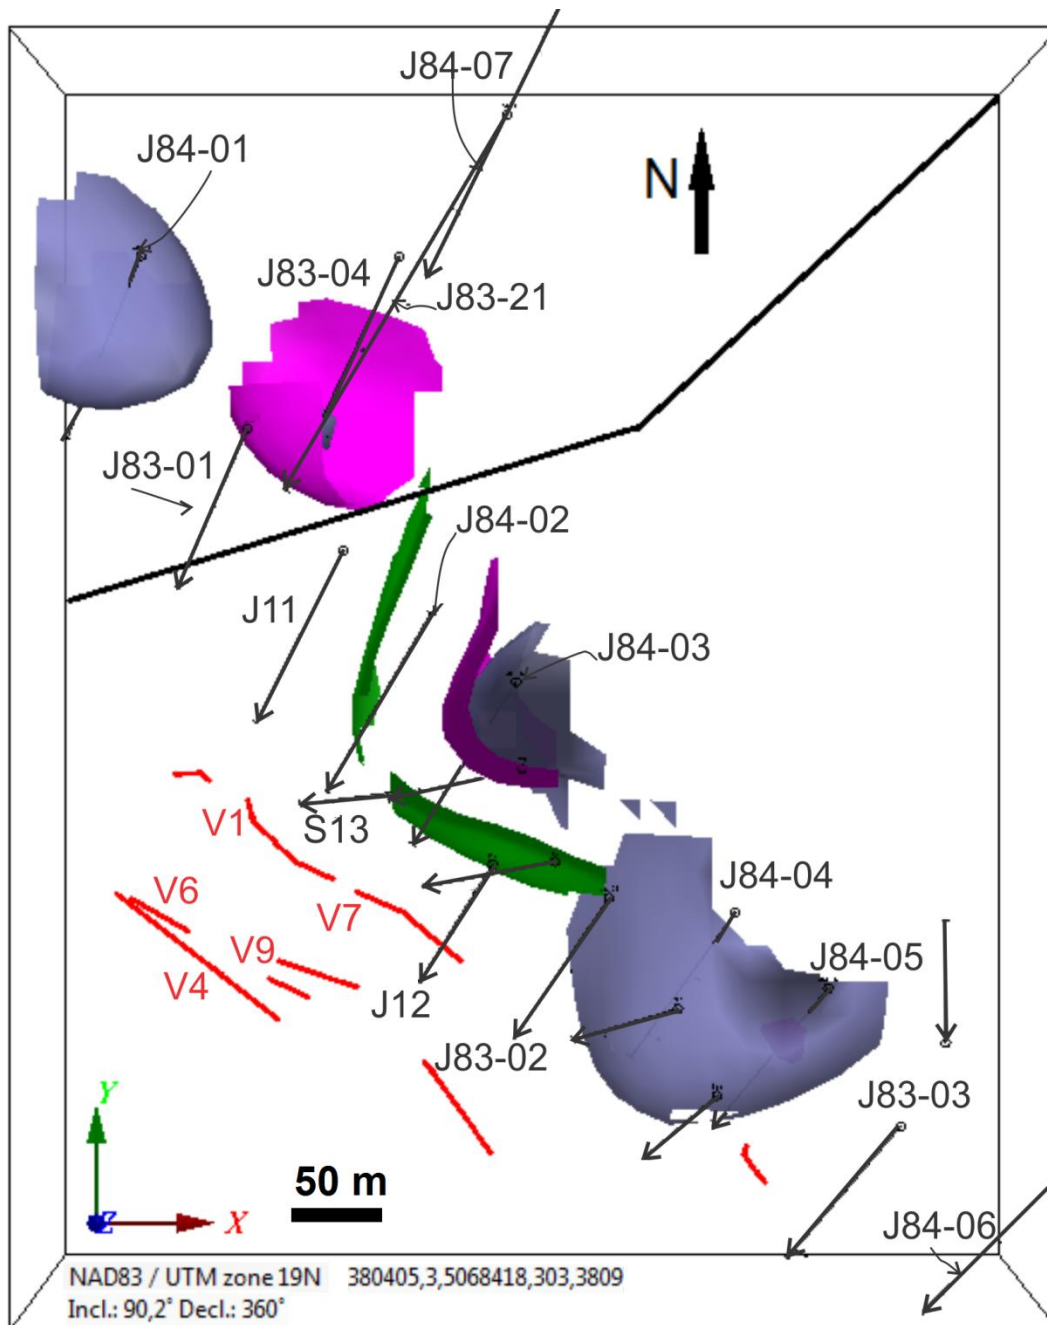 J84-07
J84-01
N
J83-04
J83-21
J83-01
J84-02
J11
J84-03
V1
S13
V6
V7
J84-04
V9
V4
J84-05
J12
J83-02
J83-03
Y
50 m
Z
X
J84-06
NAD83 / UTM zone 19N 380405,3,5068418,303,3809
Incl.: 90,2° Decl.: 360°